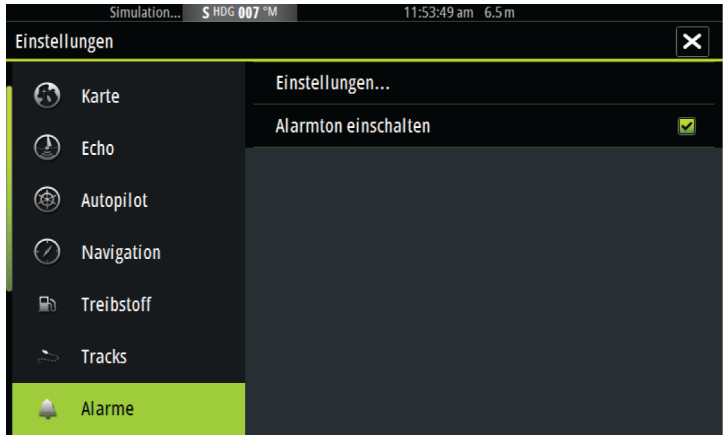 Simulation... S HDG 007 °M 11:53:49 am 6.5 m
Einstellungen
Karte
Echo
Autopilot
Navigation
Treibstoff
Tracks
Alarme
Einstellungen...
Alarmton einschalten